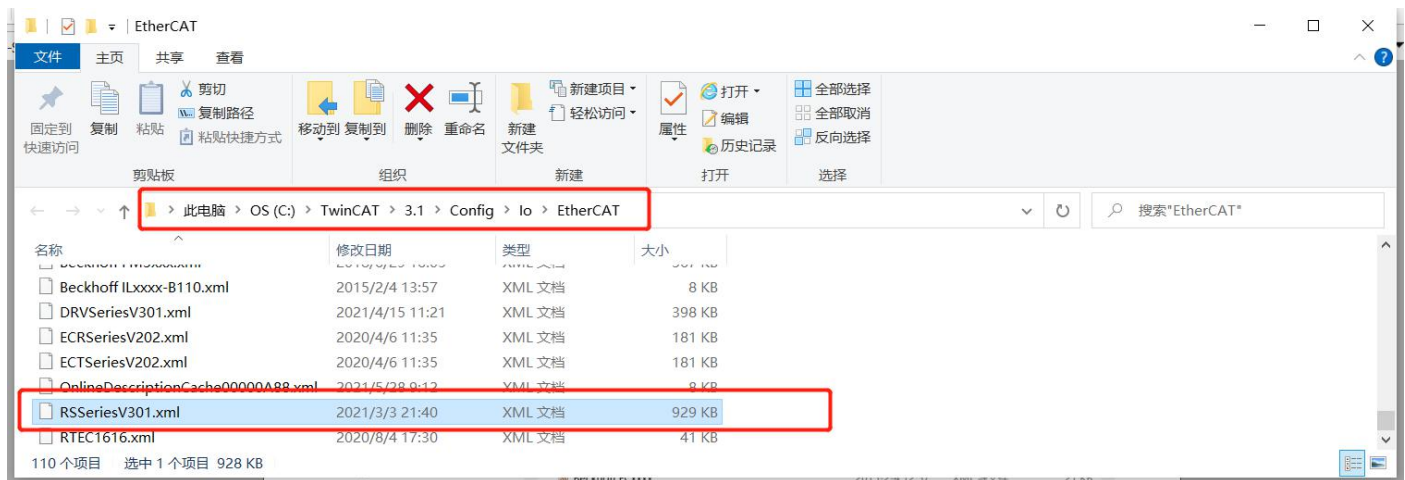 EtherCAT
文件 主页 共享 查看
固定到快速访问 复制 粘贴 剪切 复制路径 粘贴快捷方式 移动到 复制到 删除 重命名 新建文件夹 新建项目 轻松访问 属性 打开 编辑 历史记录 全部选择 全部取消 反向选择
剪贴板 组织 新建 打开 选择
此电脑 > OS (C:) > TwinCAT > 3.1 > Config > Io > EtherCAT 搜索"EtherCAT"
名称 修改日期 类型 大小
Beckhoff ILxxxx-B110.xml 2015/2/4 13:57 XML 文档 8 KB
DRVSeriesV301.xml 2021/4/15 11:21 XML 文档 398 KB
ECRSeriesV202.xml 2020/4/6 11:35 XML 文档 181 KB
ECTSeriesV202.xml 2020/4/6 11:35 XML 文档 181 KB
OnlineDescriptionCache00000A88.xml 2021/5/28 9:12 XML 文档 8 KB
RSSeriesV301.xml 2021/3/3 21:40 XML 文档 929 KB
RTEC1616.xml 2020/8/4 17:30 XML 文档 41 KB
110 个项目 选中 1 个项目 928 KB